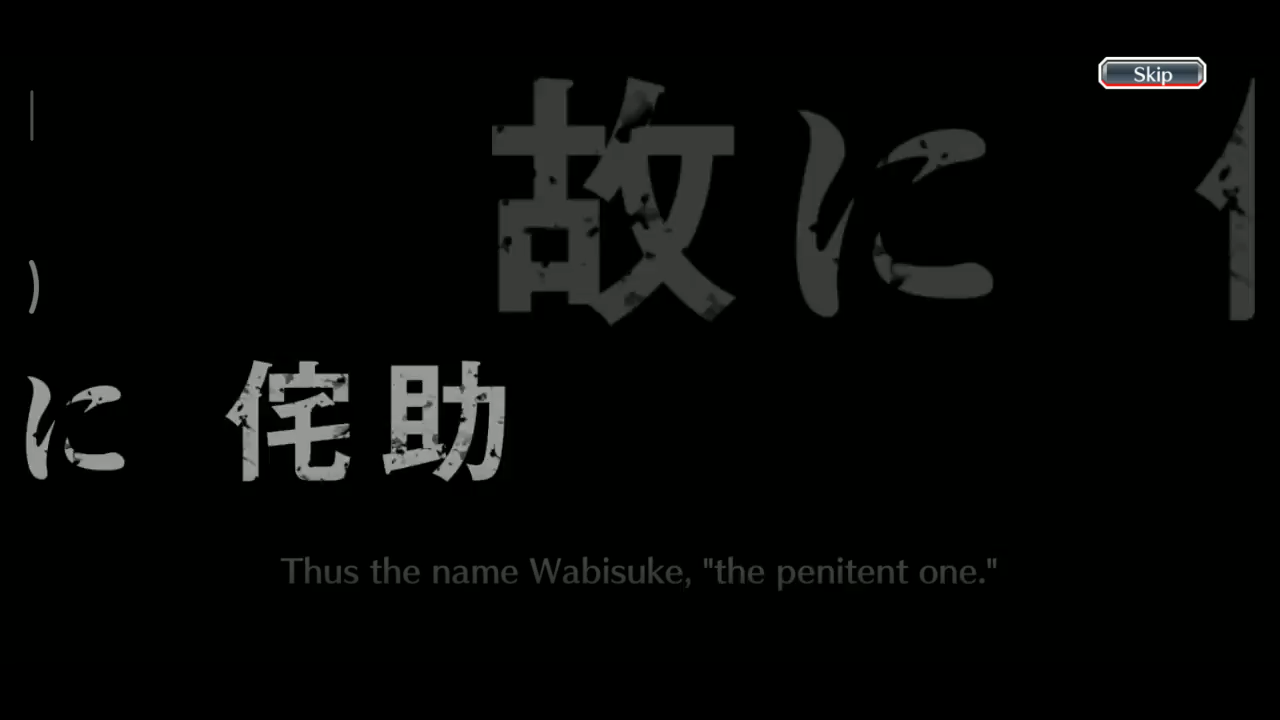 Skip
故に
に 侘助
Thus the name Wabisuke, "the penitent one."